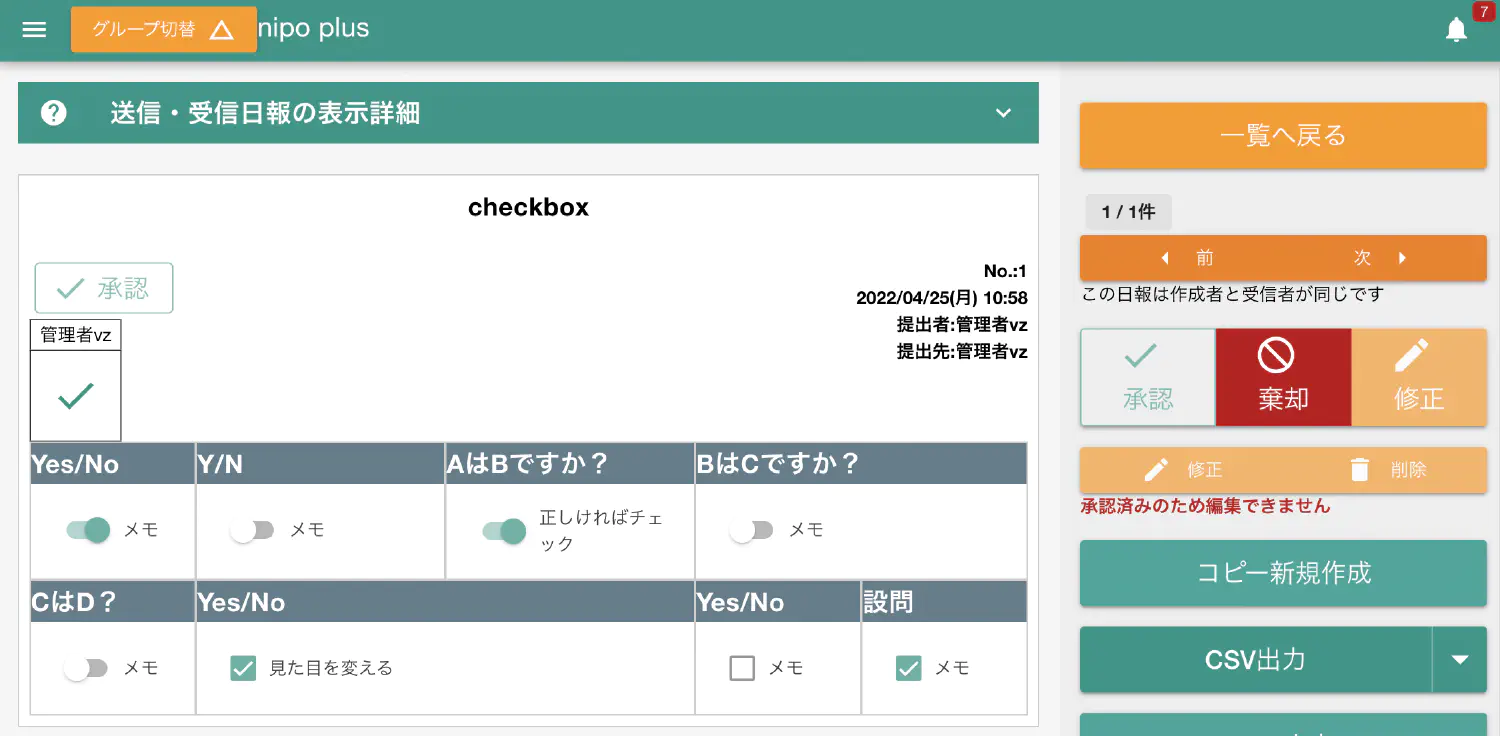 グループ切替
nipo plus
7
送信・受信日報の表示詳細
checkbox
承認
管理者vz
No.:1
2022/04/25(月) 10:58
提出者:管理者vz
提出先:管理者vz
Yes/No
Y/N
AはBですか？
BはCですか？
メモ
メモ
正しければチェ
ック
メモ
CはD？
Yes/No
Yes/No
設問
メモ
見た目を変える
メモ
メモ
一覧へ戻る
1 / 1件
前
次
この日報は作成者と受信者が同じです
承認
棄却
修正
修正
削除
承認済みのため編集できません
コピー新規作成
CSV出力